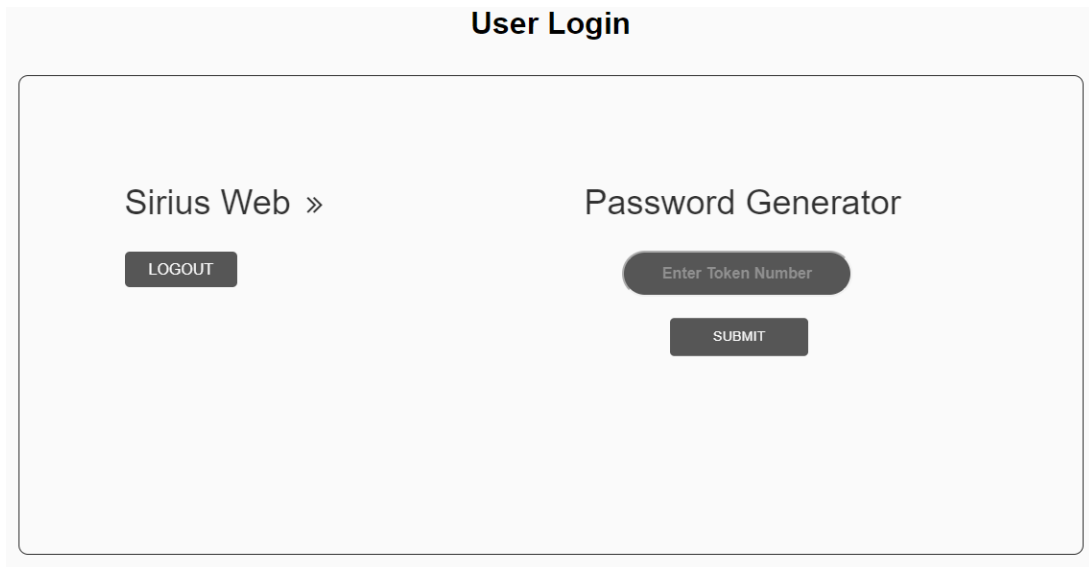 User Login
Sirius Web »
LOGOUT
Password Generator
Enter Token Number
SUBMIT